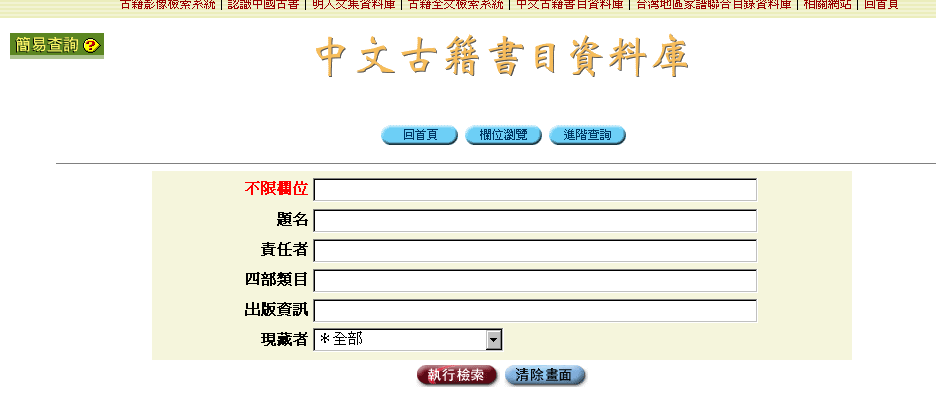 古籍影像檢索系統 | 認識中國古書 | 明人文集資料庫 | 古籍全文檢索系統 | 中文古籍書目資料庫 | 台灣地區家譜聯合目錄資料庫 | 相關網站 | 回首頁
簡易查詢 ?
中文古籍書目資料庫
回首頁 欄位瀏覽 進階查詢
不限欄位
題名
責任者
四部類目
出版資訊
現藏者 *全部
執行檢索 清除畫面